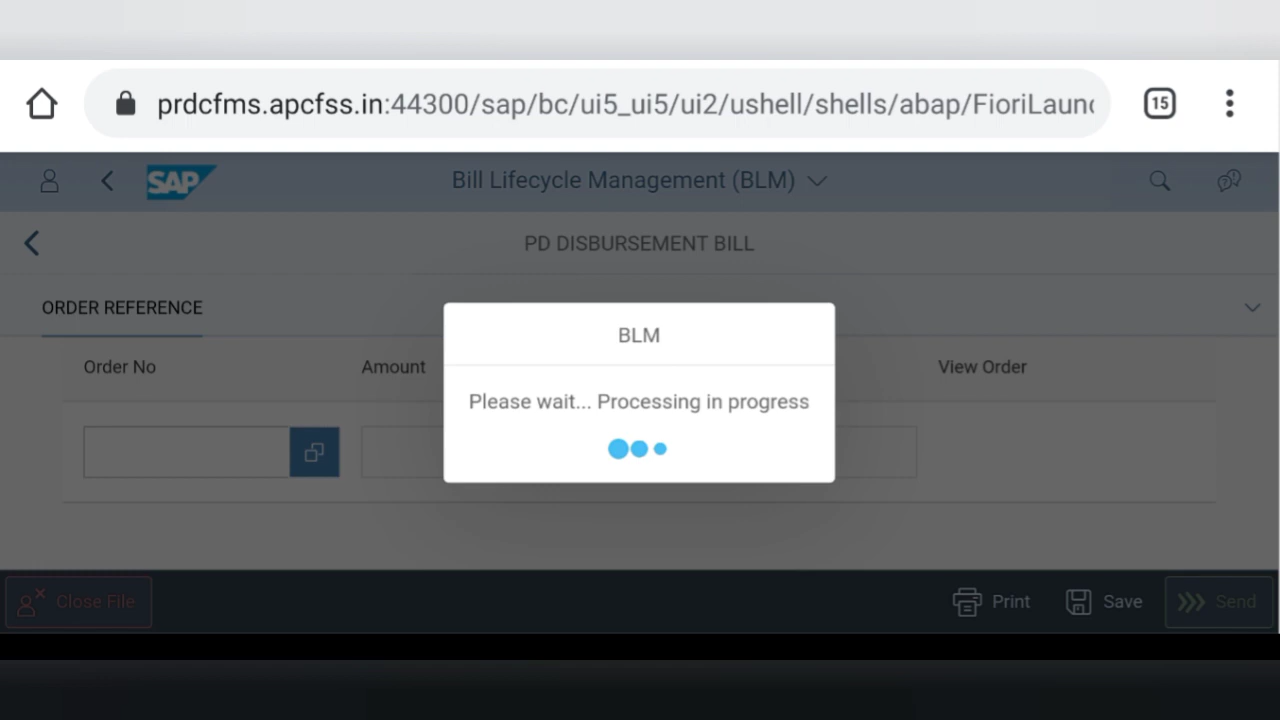 prdcfms.apcfss.in:44300/sap/bc/ui5_ui5/ui2/ushell/shells/abap/FioriLaunc
15
SAP
Bill Lifecycle Management (BLM)
PD DISBURSEMENT BILL
ORDER REFERENCE
BLM
Order No
Amount
View Order
Please wait... Processing in progress
Close File
Print
Save
Send